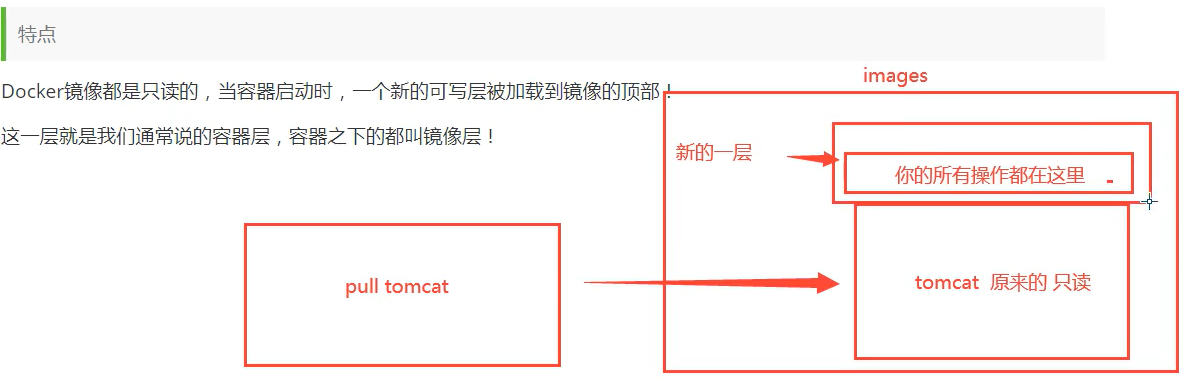 特点
Docker镜像都是只读的，当容器启动时，一个新的可写层被加载到镜像的顶部！
这一层就是我们通常说的容器层，容器之下的都叫镜像层！
images
新的一层
你的所有操作都在这里
pull tomcat
tomcat 原来的 只读